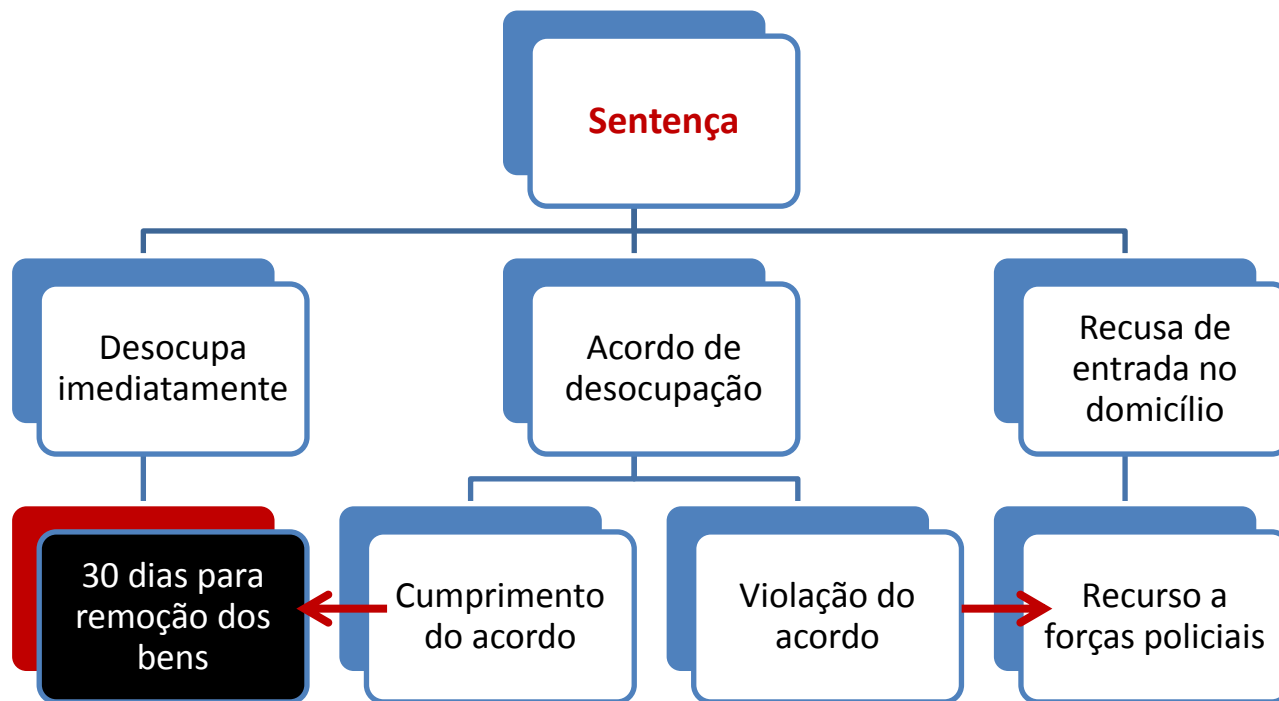 Sentença
Desocupa
imediatamente
Acordo de
desocupação
Recusa de
entrada no
domicílio
30 dias para
remoção dos
bens
Cumprimento
do acordo
Violação do
acordo
Recurso a
forças policiais